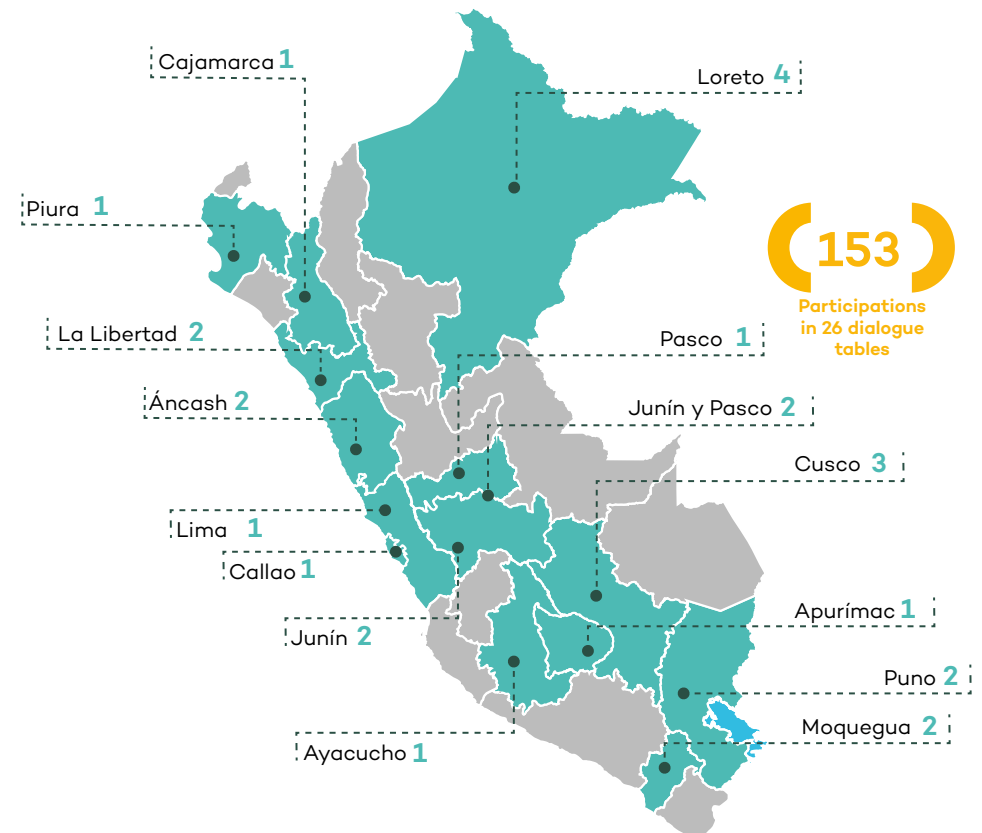 Cajamarca 1
Loreto 4
Piura 1
153
Participations
in 26 dialogue
tables
La Libertad 2
Pasco 1
Áncash 2
Junín y Pasco 2
Cusco 3
Lima 1
Callao 1
Apurímac 1
Junín 2
Puno 2
Moquegua 2
Ayacucho 1